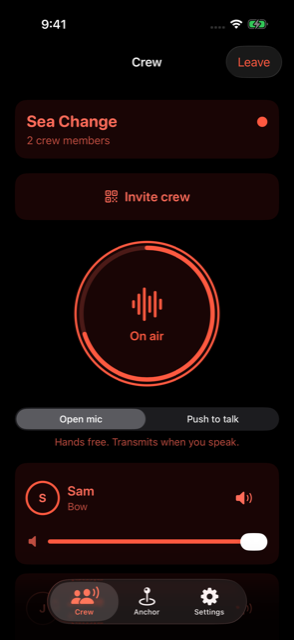 9:41
Crew
Leave
Sea Change
2 crew members
Invite crew
On air
Open mic
Push to talk
Hands free. Transmits when you speak.
S
Sam
Bow
J
Crew
Anchor
Settings